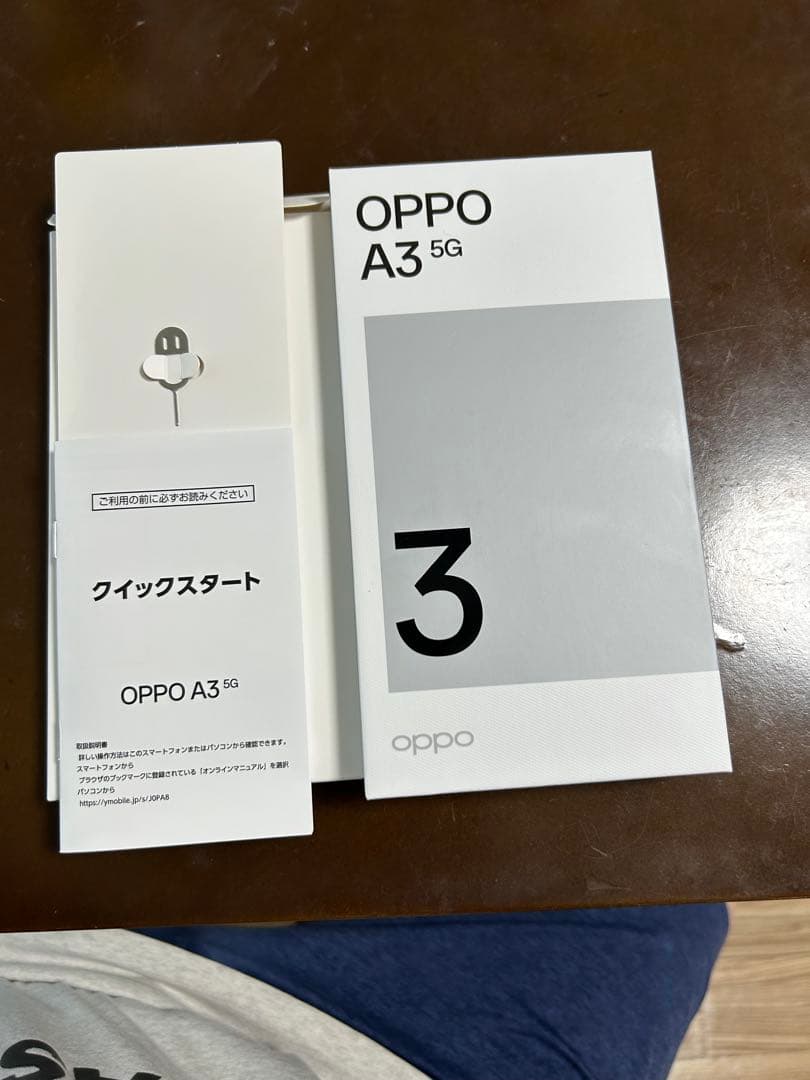 OPPO
A3 5G
3
oppo
ご利用の前に必ずお読みください
クイックスタート
OPPO A3 5G
取扱説明書
詳しい操作方法はこのスマートフォンまたはパソコンから確認できます。
スマートフォンから
ブラウザのブックマークに登録されている「オンラインマニュアル」を選択
パソコンから
https://ymobile.jp/s/J0PA8